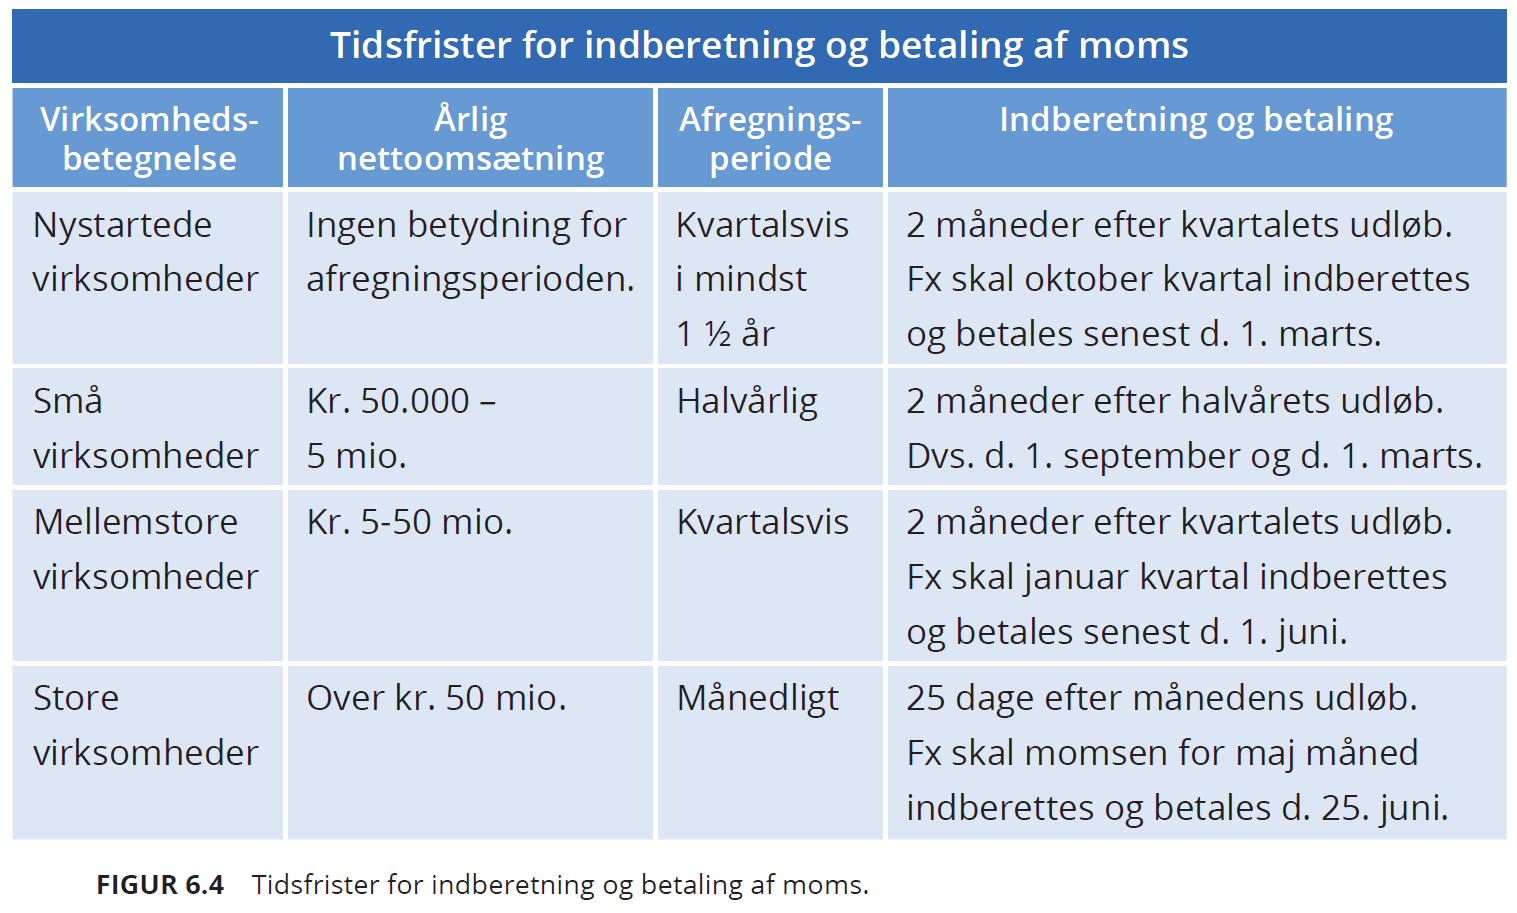 Tidsfrister for indberetning og betaling af moms
Virksomheds-
betegnelse
Årlig
nettoomsætning
Afregnings-
periode
Indberetning og betaling
Nystartede
virksomheder
Ingen betydning for
afregningsperioden.
Kvartalsvis
i mindst
1 ½ år
2 måneder efter kvartalets udløb.
Fx skal oktober kvartal indberettes
og betales senest d. 1. marts.
Små
virksomheder
Kr. 50.000 –
5 mio.
Halvårlig
2 måneder efter halvårets udløb.
Dvs. d. 1. september og d. 1. marts.
Mellemstore
virksomheder
Kr. 5-50 mio.
Kvartalsvis
2 måneder efter kvartalets udløb.
Fx skal januar kvartal indberettes
og betales senest d. 1. juni.
Store
virksomheder
Over kr. 50 mio.
Månedligt
25 dage efter månedens udløb.
Fx skal momsen for maj måned
indberettes og betales d. 25. juni.
FIGUR 6.4 Tidsfrister for indberetning og betaling af moms.